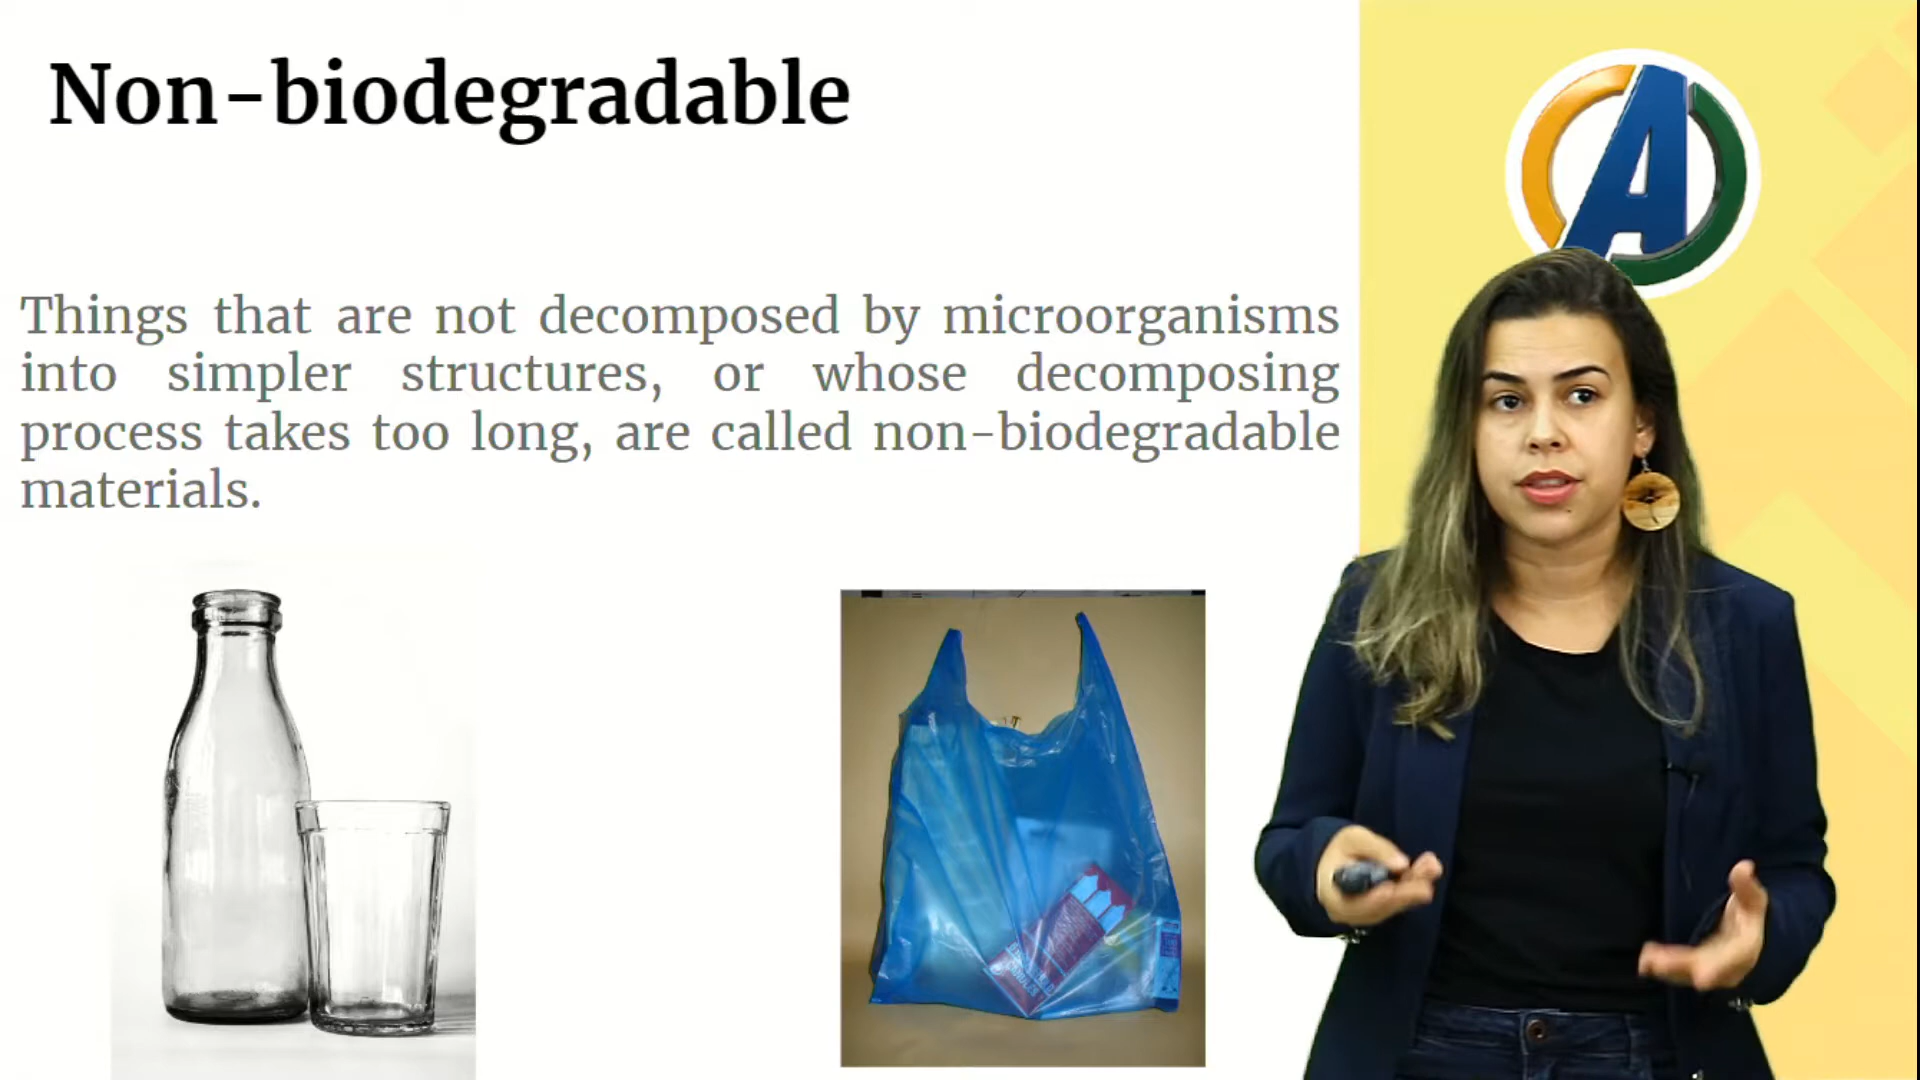 Non-biodegradable
A
Things that are not decomposed by microorganisms
into simpler structures, or whose decomposing
process takes too long, are called non-biodegradable
materials.